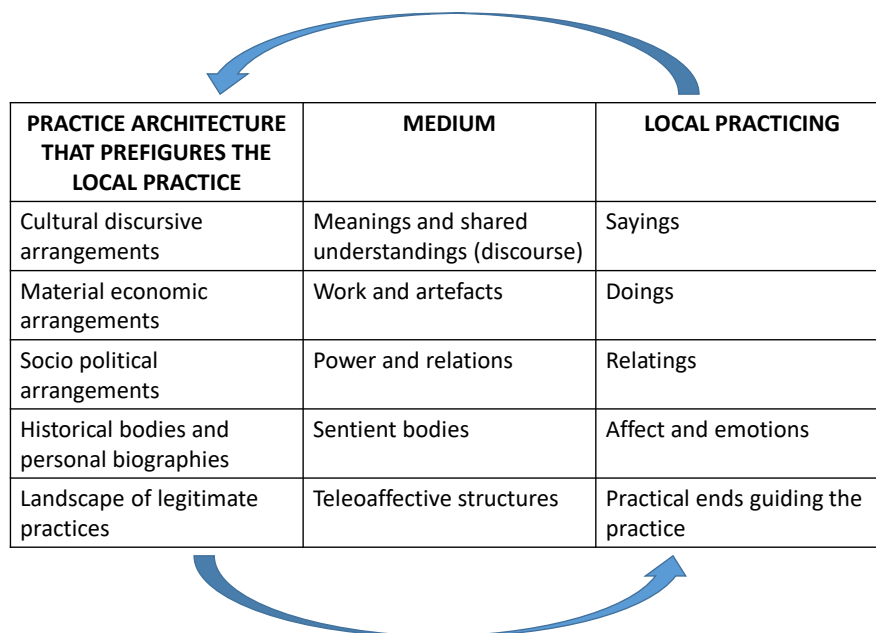 PRACTICE ARCHITECTURE
THAT PREFIGURES THE
LOCAL PRACTICE
MEDIUM
LOCAL PRACTICING
Cultural discursive
arrangements
Meanings and shared
understandings (discourse)
Sayings
Material economic
arrangements
Work and artefacts
Doings
Socio political
arrangements
Power and relations
Relatings
Historical bodies and
personal biographies
Sentient bodies
Affect and emotions
Landscape of legitimate
practices
Teleoaffective structures
Practical ends guiding the
practice